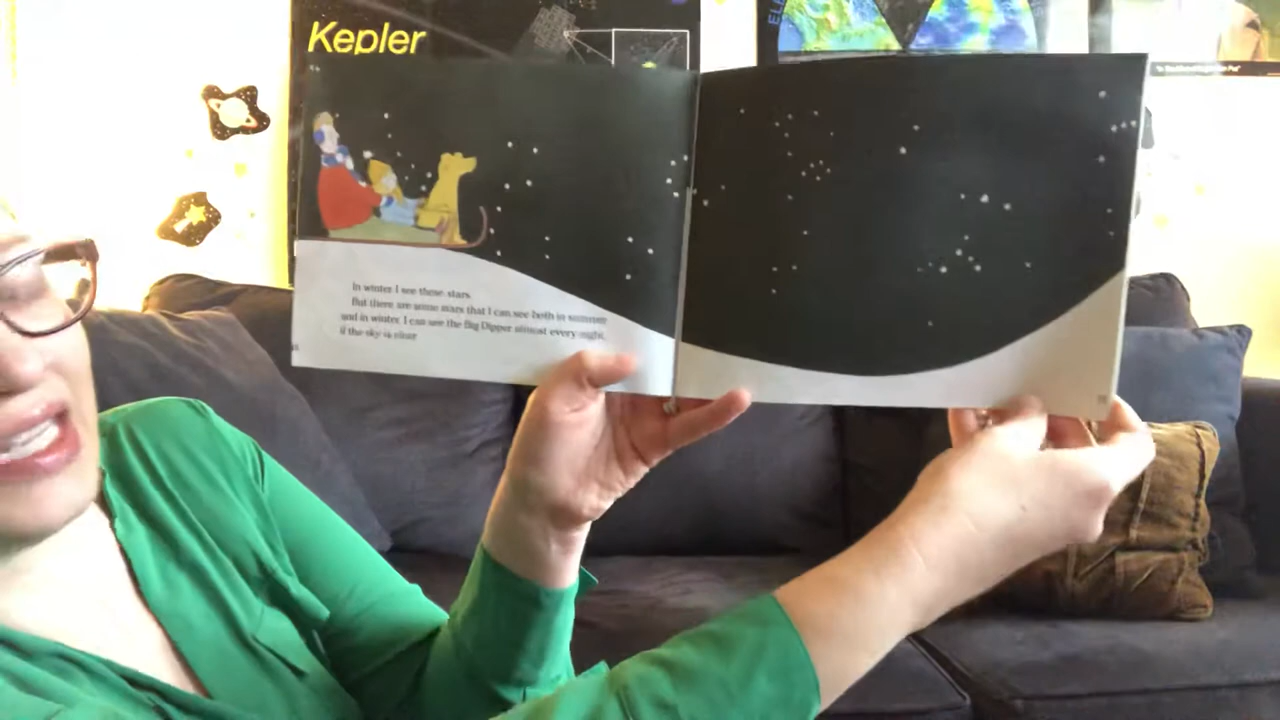 Kepler
ELE
In winter I see these stars.
But there are some stars that I can see both in summer
and in winter. I can see the Big Dipper almost every night,
if the sky is clear.